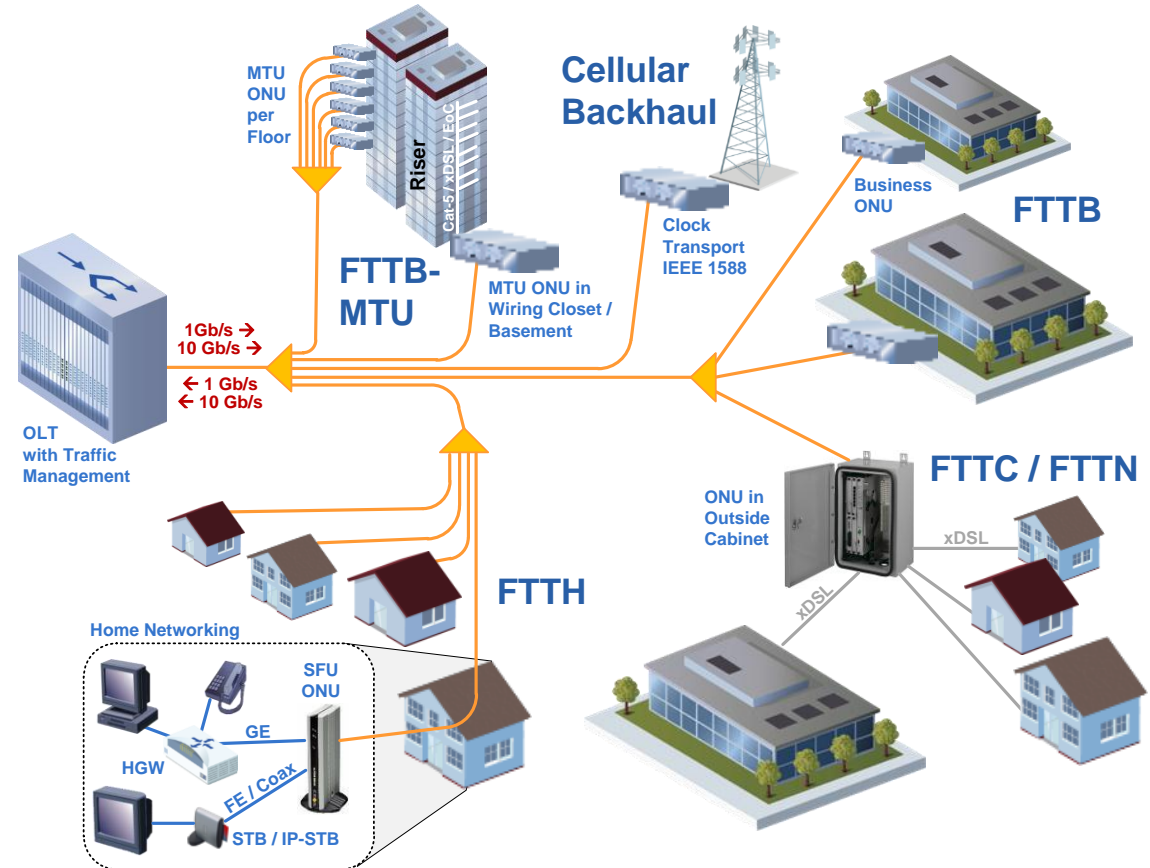 MTU
ONU
per
Floor
Riser
Cat-5 / xDSL / EoC
Cellular
Backhaul
Business
ONU
FTTB
Clock
Transport
IEEE 1588
FTTB-
MTU
MTU ONU in
Wiring Closet /
Basement
1Gb/s →
10 Gb/s →
← 1 Gb/s
← 10 Gb/s
OLT
with Traffic
Management
FTTC / FTTN
ONU in
Outside
Cabinet
xDSL
xDSL
FTTH
Home Networking
SFU
ONU
GE
HGW
FE / Coax
STB / IP-STB